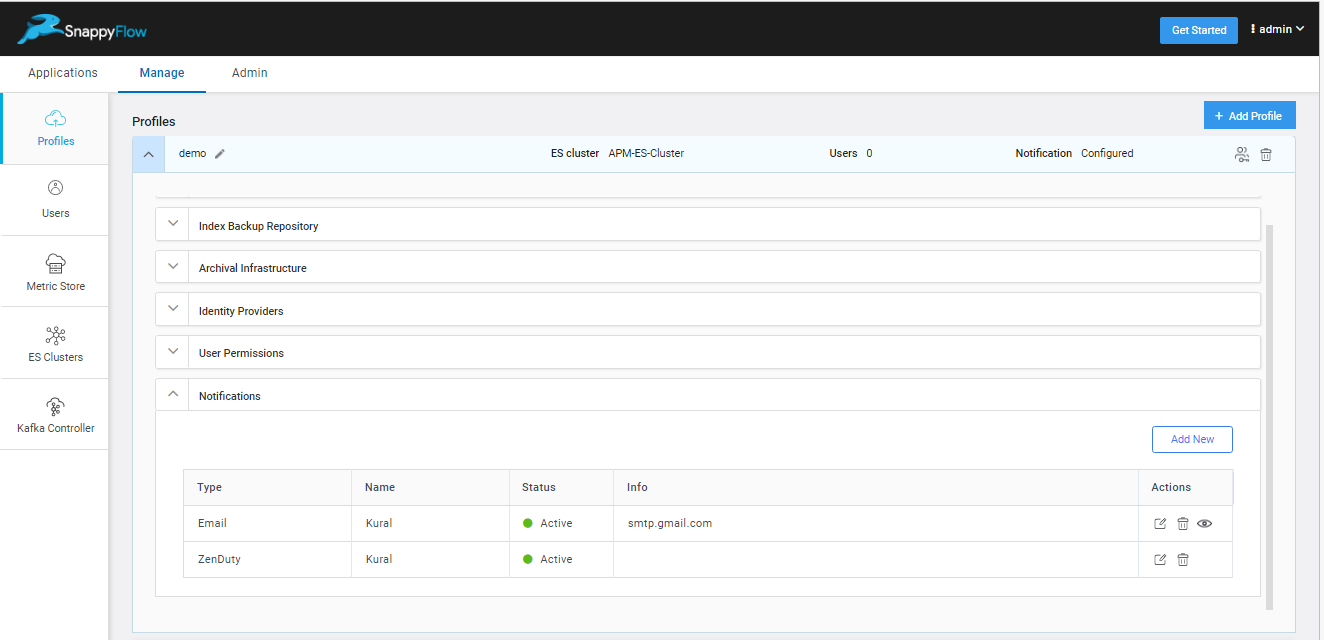 SnappyFlow
Get Started
admin
Applications Manage Admin
Profiles
Users
Metric Store
ES Clusters
Kafka Controller
Profiles
+ Add Profile
demo ES cluster APM-ES-Cluster Users 0 Notification Configured
Index Backup Repository
Archival Infrastructure
Identity Providers
User Permissions
Notifications
Add New
Type Name Status Info Actions
Email Kural Active smtp.gmail.com
ZenDuty Kural Active